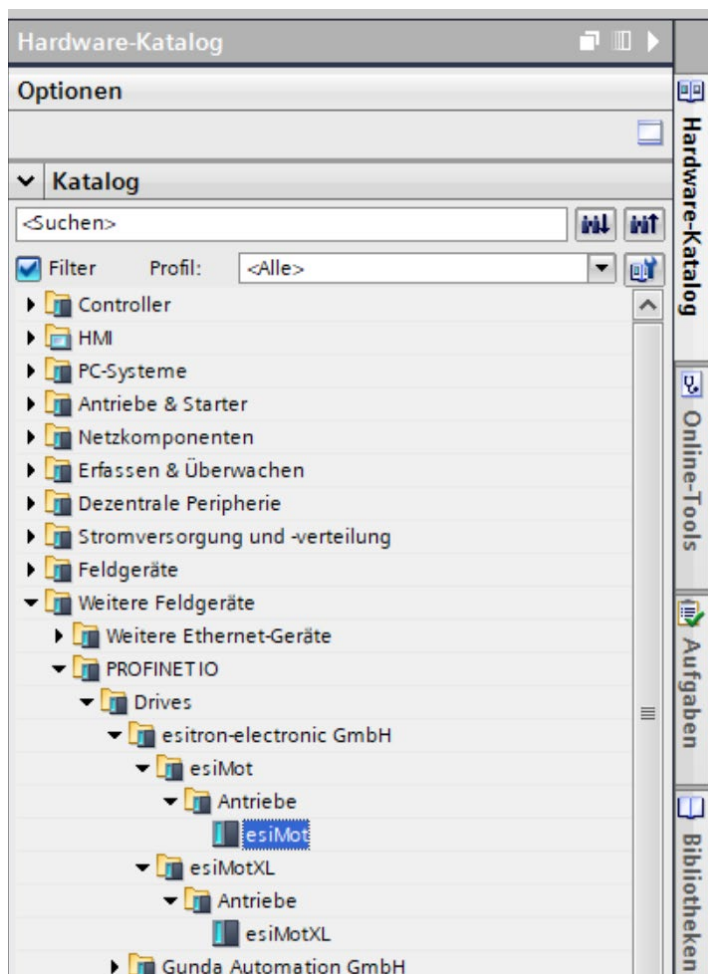 Hardware-Katalog
Optionen
Katalog
<Suchen>
Filter Profil: <Alle>
Controller
HMI
PC-Systeme
Antriebe & Starter
Netzkomponenten
Erfassen & Überwachen
Dezentrale Peripherie
Stromversorgung und -verteilung
Feldgeräte
Weitere Feldgeräte
Weitere Ethernet-Geräte
PROFINET IO
Drives
esitron-electronic GmbH
esiMot
Antriebe
esiMot
esiMotXL
Antriebe
esiMotXL
Gunda Automation GmbH
Hardware-Katalog
Online-Tools
Aufgaben
Bibliotheken